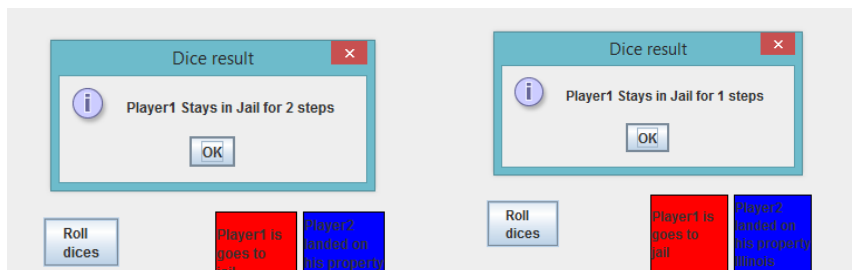 Dice result
Player1 Stays in Jail for 2 steps
OK
Roll
dices
Player1 is
goes to
jail
Player2
landed on
his property
Dice result
Player1 Stays in Jail for 1 steps
OK
Roll
dices
Player1 is
goes to
jail
Player2
landed on
his property
Illinois